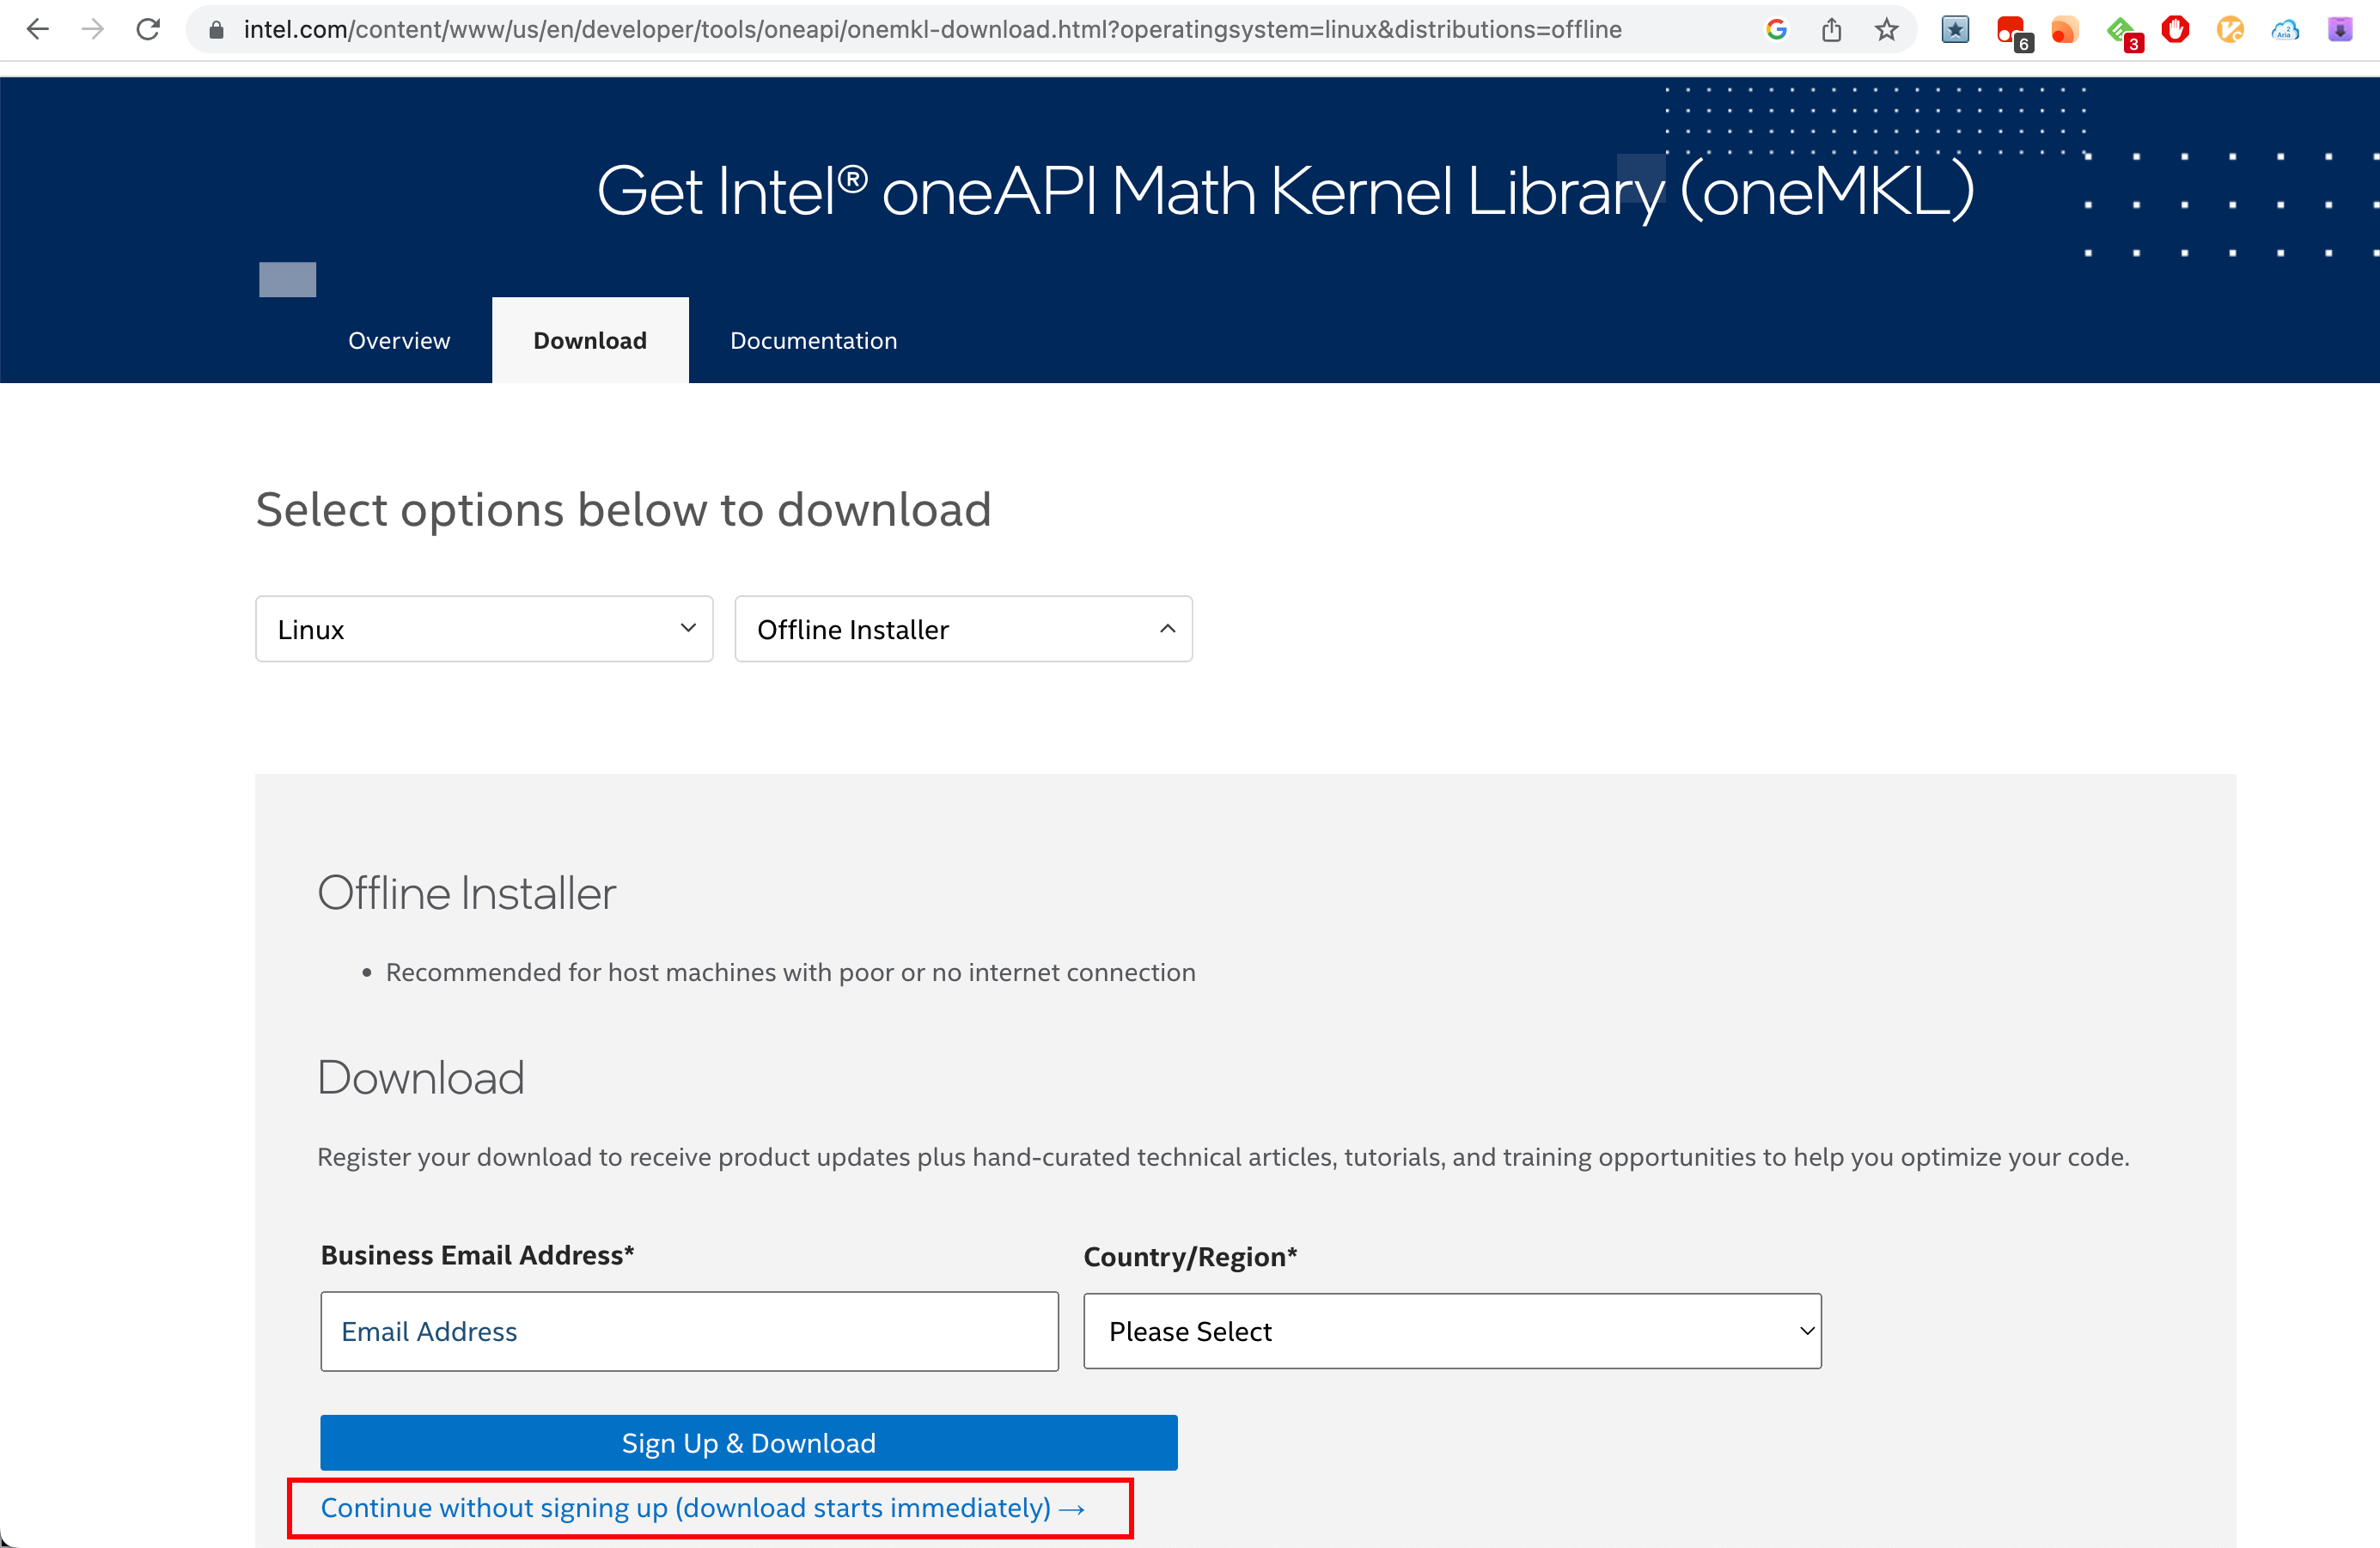 intel.com/content/www/us/en/developer/tools/oneapi/onemkl-download.html?operatingsystem=linux&distributions=offline
6
3
Aria
2
Get Intel® oneAPI Math Kernel Library (oneMKL)
Overview
Download
Documentation
Select options below to download
Linux
Offline Installer
Offline Installer
• Recommended for host machines with poor or no internet connection
Download
Register your download to receive product updates plus hand-curated technical articles, tutorials, and training opportunities to help you optimize your code.
Business Email Address*
Country/Region*
Email Address
Please Select
Sign Up & Download
Continue without signing up (download starts immediately) →